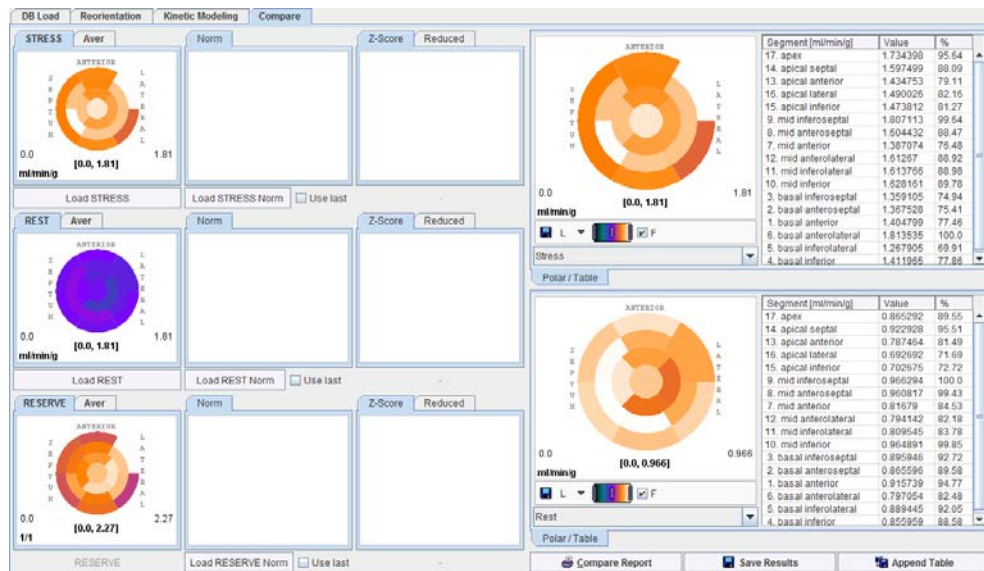 DB Load Reorientation Kinetic Modeling Compare
STRESS Aver Norm Z-Score Reduced
ANTERIOR
SEPTUM
LATERAL
0.0 [0.0, 1.81] 1.81
ml/min/g
Load STRESS Load STRESS Norm Use last -
REST Aver Norm Z-Score Reduced
ANTERIOR
SEPTUM
LATERAL
0.0 [0.0, 1.81] 1.81
ml/min/g
Load REST Load REST Norm Use last -
RESERVE Aver Norm Z-Score Reduced
ANTERIOR
SEPTUM
LATERAL
0.0 [0.0, 2.27] 2.27
1/1
RESERVE Load RESERVE Norm Use last -
ANTERIOR
SEPTUM
LATERAL
0.0 [0.0, 1.81] 1.81
ml/min/g
L F
Stress
Polar / Table
Segment [ml/min/g] Value %
17. apex 1.734398 95.64
14. apical septal 1.597499 88.09
13. apical anterior 1.434753 79.11
16. apical lateral 1.490026 82.16
15. apical inferior 1.473812 81.27
9. mid inferoseptal 1.807113 99.64
8. mid anteroseptal 1.604432 88.47
7. mid anterior 1.387074 76.48
12. mid anterolateral 1.61267 88.92
11. mid inferolateral 1.613766 88.98
10. mid inferior 1.628161 89.78
3. basal inferoseptal 1.359105 74.94
2. basal anteroseptal 1.367528 75.41
1. basal anterior 1.404799 77.46
6. basal anterolateral 1.813535 100.0
5. basal inferolateral 1.267905 69.91
4. basal inferior 1.411965 77.86
ANTERIOR
SEPTUM
LATERAL
0.0 [0.0, 0.966] 0.966
ml/min/g
L F
Rest
Polar / Table
Segment [ml/min/g] Value %
17. apex 0.865292 89.55
14. apical septal 0.922928 95.51
13. apical anterior 0.787464 81.49
16. apical lateral 0.692692 71.69
15. apical inferior 0.702675 72.72
9. mid inferoseptal 0.966294 100.0
8. mid anteroseptal 0.960817 99.43
7. mid anterior 0.81679 84.53
12. mid anterolateral 0.794142 82.18
11. mid inferolateral 0.809545 83.78
10. mid inferior 0.964891 99.85
3. basal inferoseptal 0.895946 92.72
2. basal anteroseptal 0.865596 89.58
1. basal anterior 0.915739 94.77
6. basal anterolateral 0.797054 82.48
5. basal inferolateral 0.889445 92.05
4. basal inferior 0.855959 88.58
Compare Report Save Results Append Table